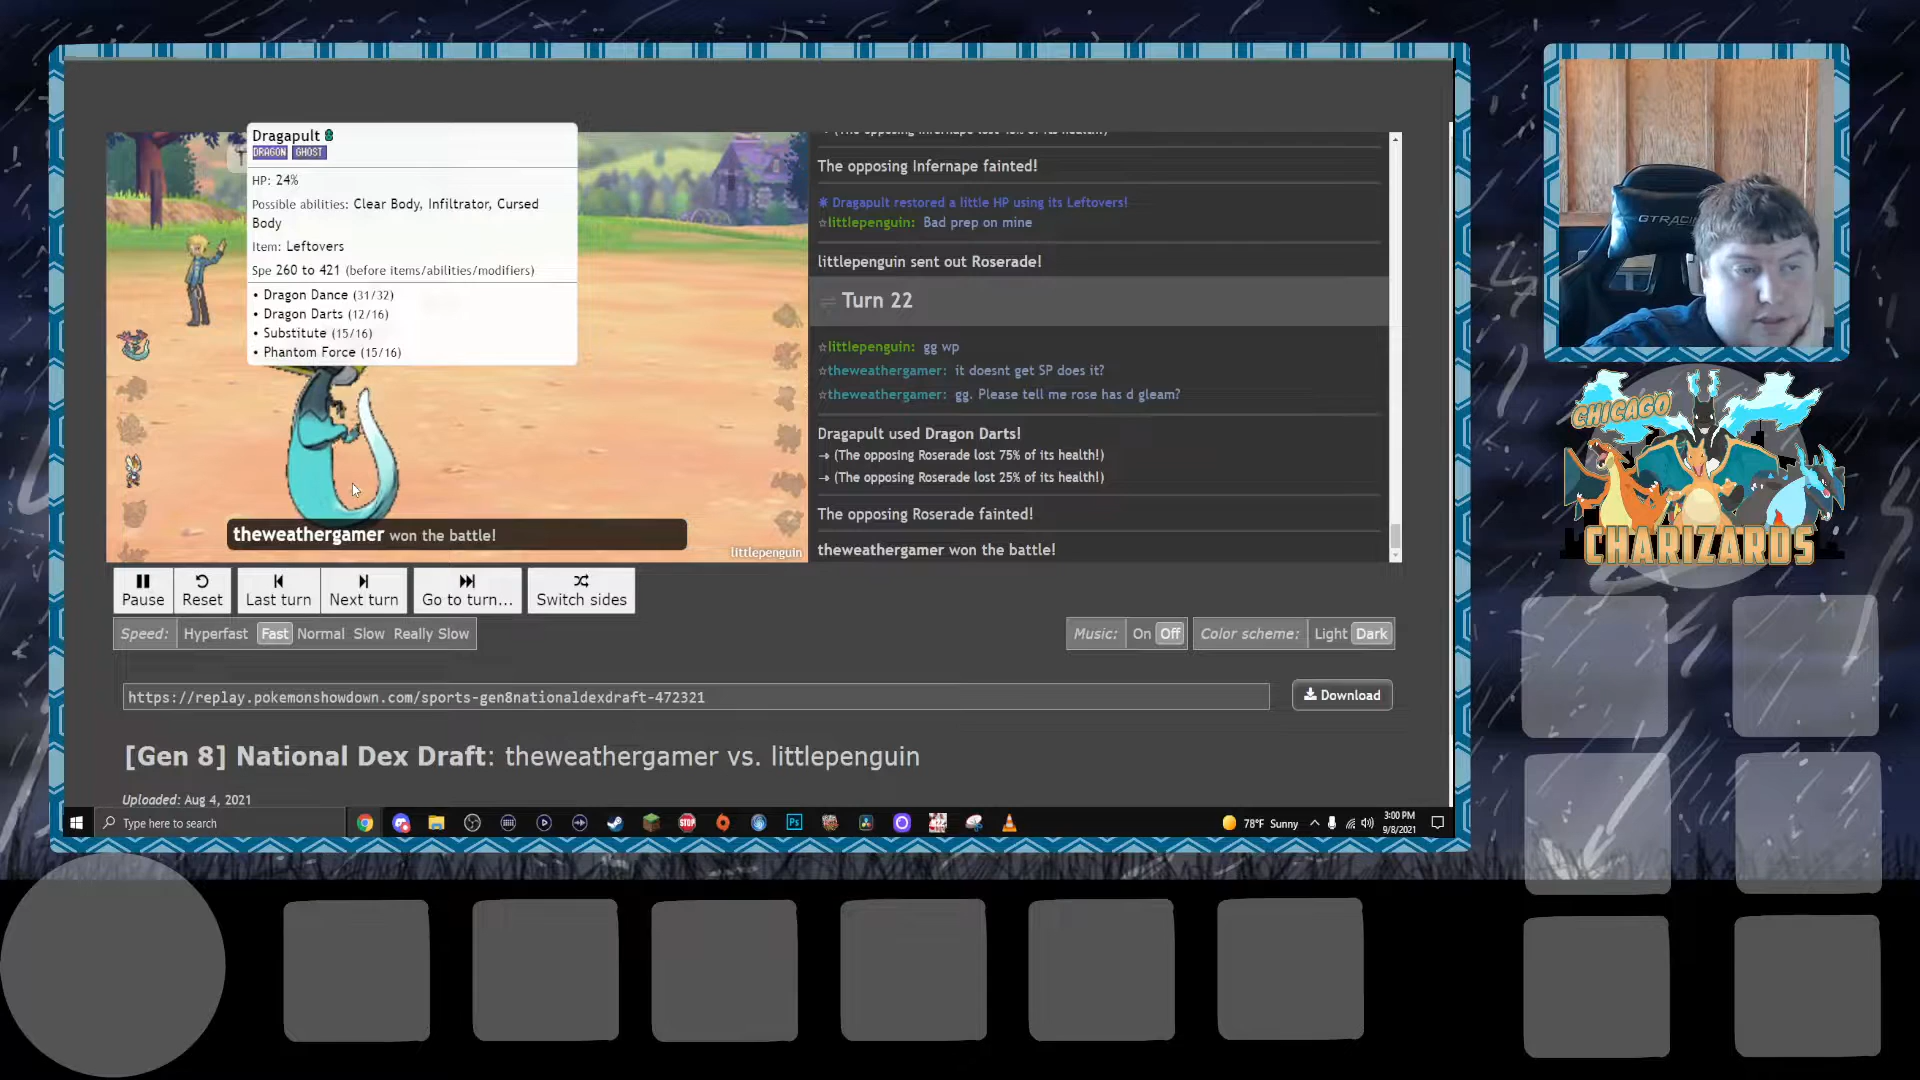 Dragapult
DRAGON GHOST
HP: 24%
Possible abilities: Clear Body, Infiltrator, Cursed
Body
Item: Leftovers
Spe 260 to 421 (before items/abilities/modifiers)
• Dragon Dance (31/32)
• Dragon Darts (12/16)
• Substitute (15/16)
• Phantom Force (15/16)
theweathergamer won the battle!
littlepenguin
The opposing Infernape fainted!
Dragapult restored a little HP using its Leftovers!
☆littlepenguin: Bad prep on mine
littlepenguin sent out Roserade!
Turn 22
☆littlepenguin: gg wp
☆theweathergamer: it doesnt get SP does it?
☆theweathergamer: gg. Please tell me rose has d gleam?
Dragapult used Dragon Darts!
→ (The opposing Roserade lost 75% of its health!)
→ (The opposing Roserade lost 25% of its health!)
The opposing Roserade fainted!
theweathergamer won the battle!
Pause Reset Last turn Next turn Go to turn... Switch sides
Speed: Hyperfast Fast Normal Slow Really Slow
Music: On Off Color scheme: Light Dark
https://replay.pokemonshowdown.com/sports-gen8nationaldexdraft-472321
Download
[Gen 8] National Dex Draft: theweathergamer vs. littlepenguin
Uploaded: Aug 4, 2021
Type here to search
STOP
Ps
78°F Sunny
3:00 PM
9/8/2021
GTRACI
CHICAGO
CHARIZARDS